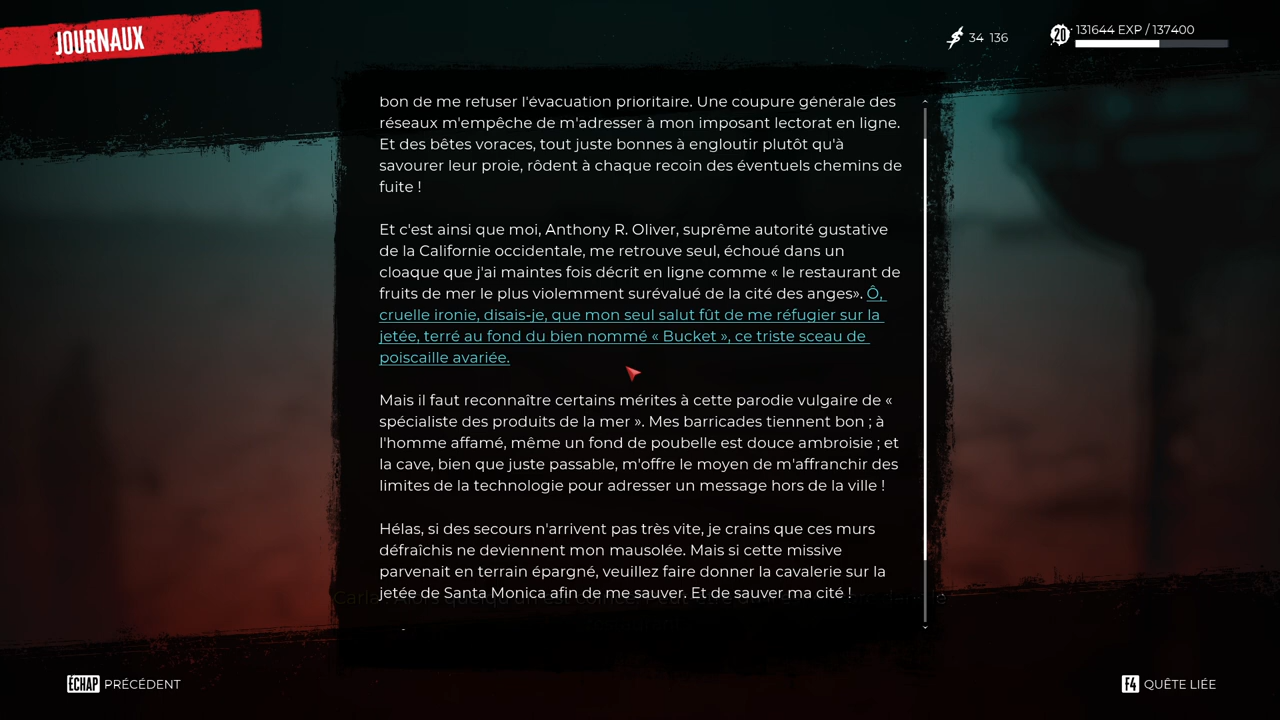 JOURNAUX
34 136
20
131644 EXP / 137400
bon de me refuser l'évacuation prioritaire. Une coupure générale des
réseaux m'empêche de m'adresser à mon imposant lectorat en ligne.
Et des bêtes voraces, tout juste bonnes à engloutir plutôt qu'à
savourer leur proie, rôdent à chaque recoin des éventuels chemins de
fuite !
Et c'est ainsi que moi, Anthony R. Oliver, suprême autorité gustative
de la Californie occidentale, me retrouve seul, échoué dans un
cloaque que j'ai maintes fois décrit en ligne comme « le restaurant de
fruits de mer le plus violemment surévalué de la cité des anges». Ô,
cruelle ironie, disais-je, que mon seul salut fût de me réfugier sur la
jetée, terré au fond du bien nommé « Bucket », ce triste sceau de
poiscaille avariée.
Mais il faut reconnaître certains mérites à cette parodie vulgaire de «
spécialiste des produits de la mer ». Mes barricades tiennent bon ; à
l'homme affamé, même un fond de poubelle est douce ambroisie ; et
la cave, bien que juste passable, m'offre le moyen de m'affranchir des
limites de la technologie pour adresser un message hors de la ville !
Hélas, si des secours n'arrivent pas très vite, je crains que ces murs
défraîchis ne deviennent mon mausolée. Mais si cette missive
parvenait en terrain épargné, veuillez faire donner la cavalerie sur la
jetée de Santa Monica afin de me sauver. Et de sauver ma cité !
ÉCHAP PRÉCÉDENT
F4 QUÊTE LIÉE